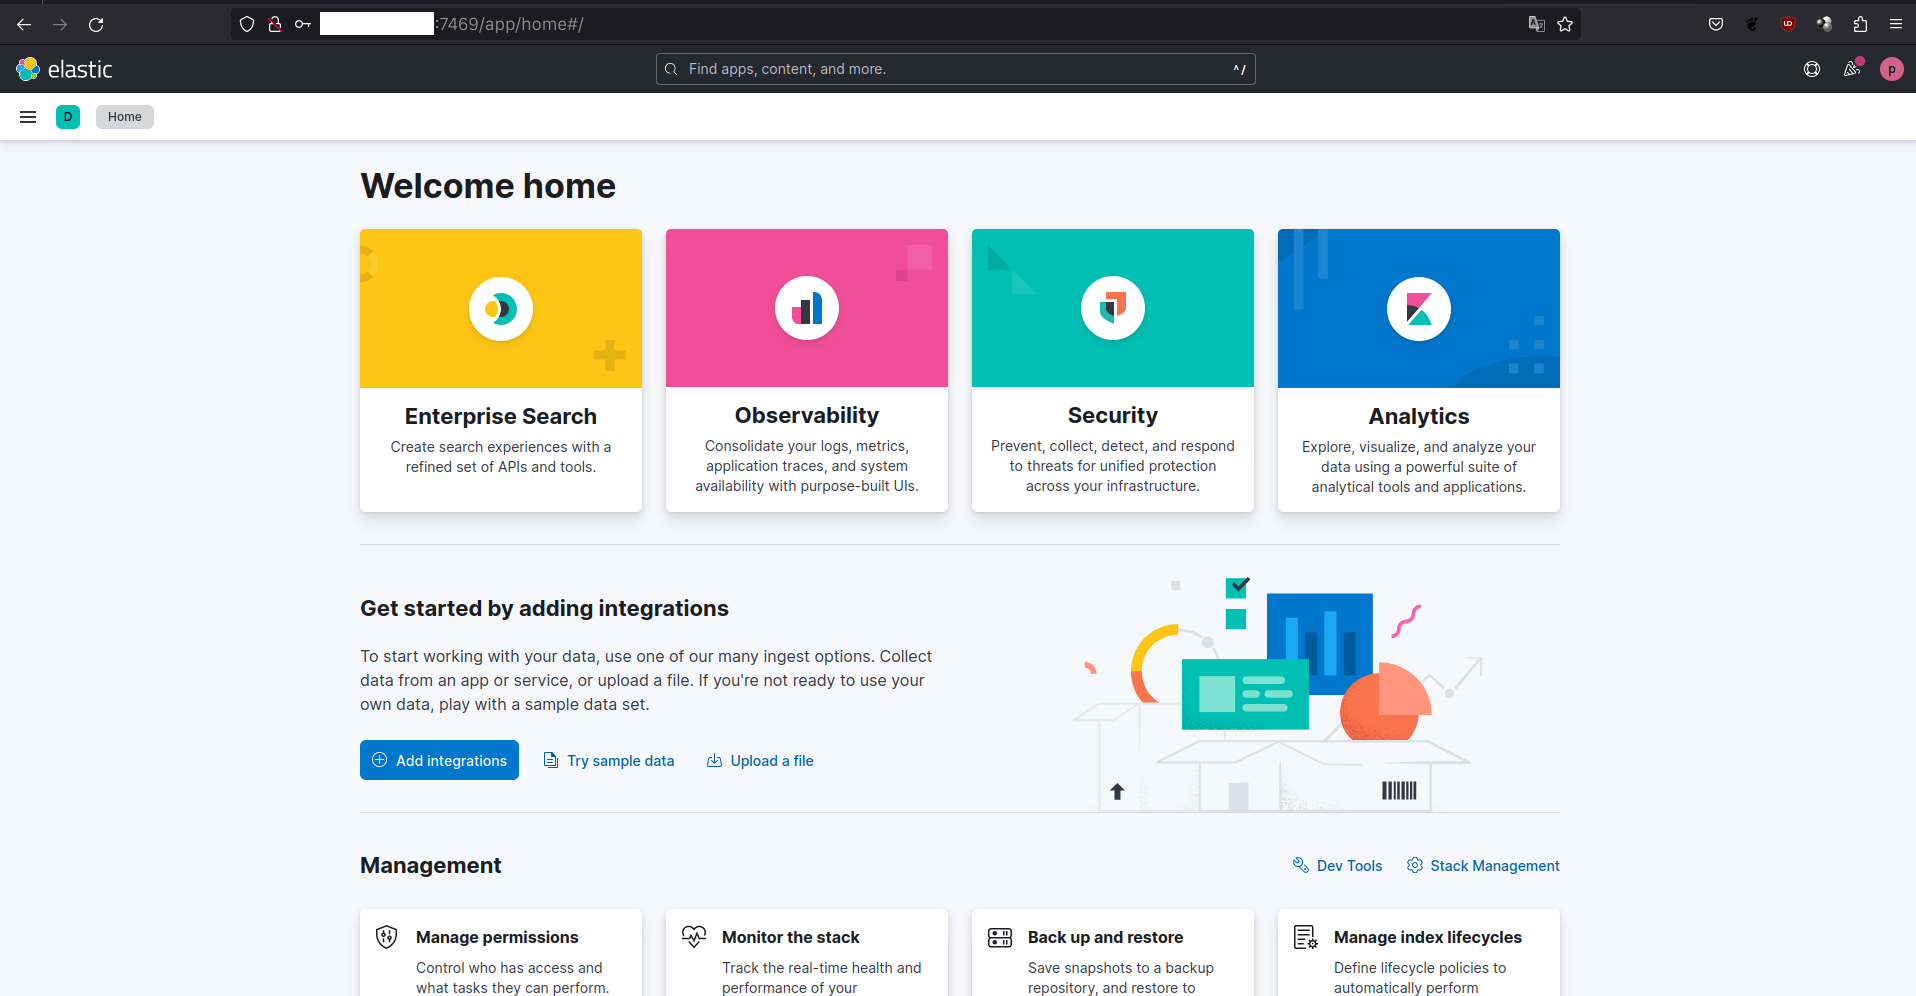 :7469/app/home#/
elastic
Find apps, content, and more.
^/
p
D
Home
Welcome home
Enterprise Search
Create search experiences with a
refined set of APIs and tools.
Observability
Consolidate your logs, metrics,
application traces, and system
availability with purpose-built UIs.
Security
Prevent, collect, detect, and respond
to threats for unified protection
across your infrastructure.
Analytics
Explore, visualize, and analyze your
data using a powerful suite of
analytical tools and applications.
Get started by adding integrations
To start working with your data, use one of our many ingest options. Collect
data from an app or service, or upload a file. If you're not ready to use your
own data, play with a sample data set.
Add integrations
Try sample data
Upload a file
Management
Dev Tools
Stack Management
Manage permissions
Control who has access and
what tasks they can perform.
Monitor the stack
Track the real-time health and
performance of your
Back up and restore
Save snapshots to a backup
repository, and restore to
Manage index lifecycles
Define lifecycle policies to
automatically perform